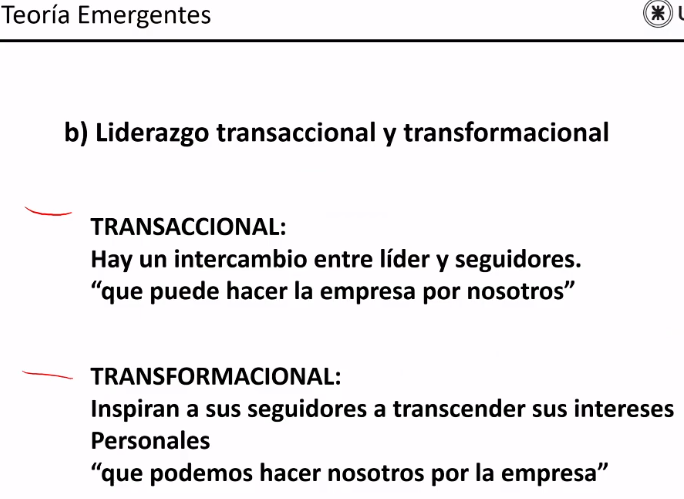 Teoría Emergentes
b) Liderazgo transaccional y transformacional
TRANSACCIONAL:
Hay un intercambio entre líder y seguidores.
“que puede hacer la empresa por nosotros”
TRANSFORMACIONAL:
Inspiran a sus seguidores a transcender sus intereses
Personales
“que podemos hacer nosotros por la empresa”